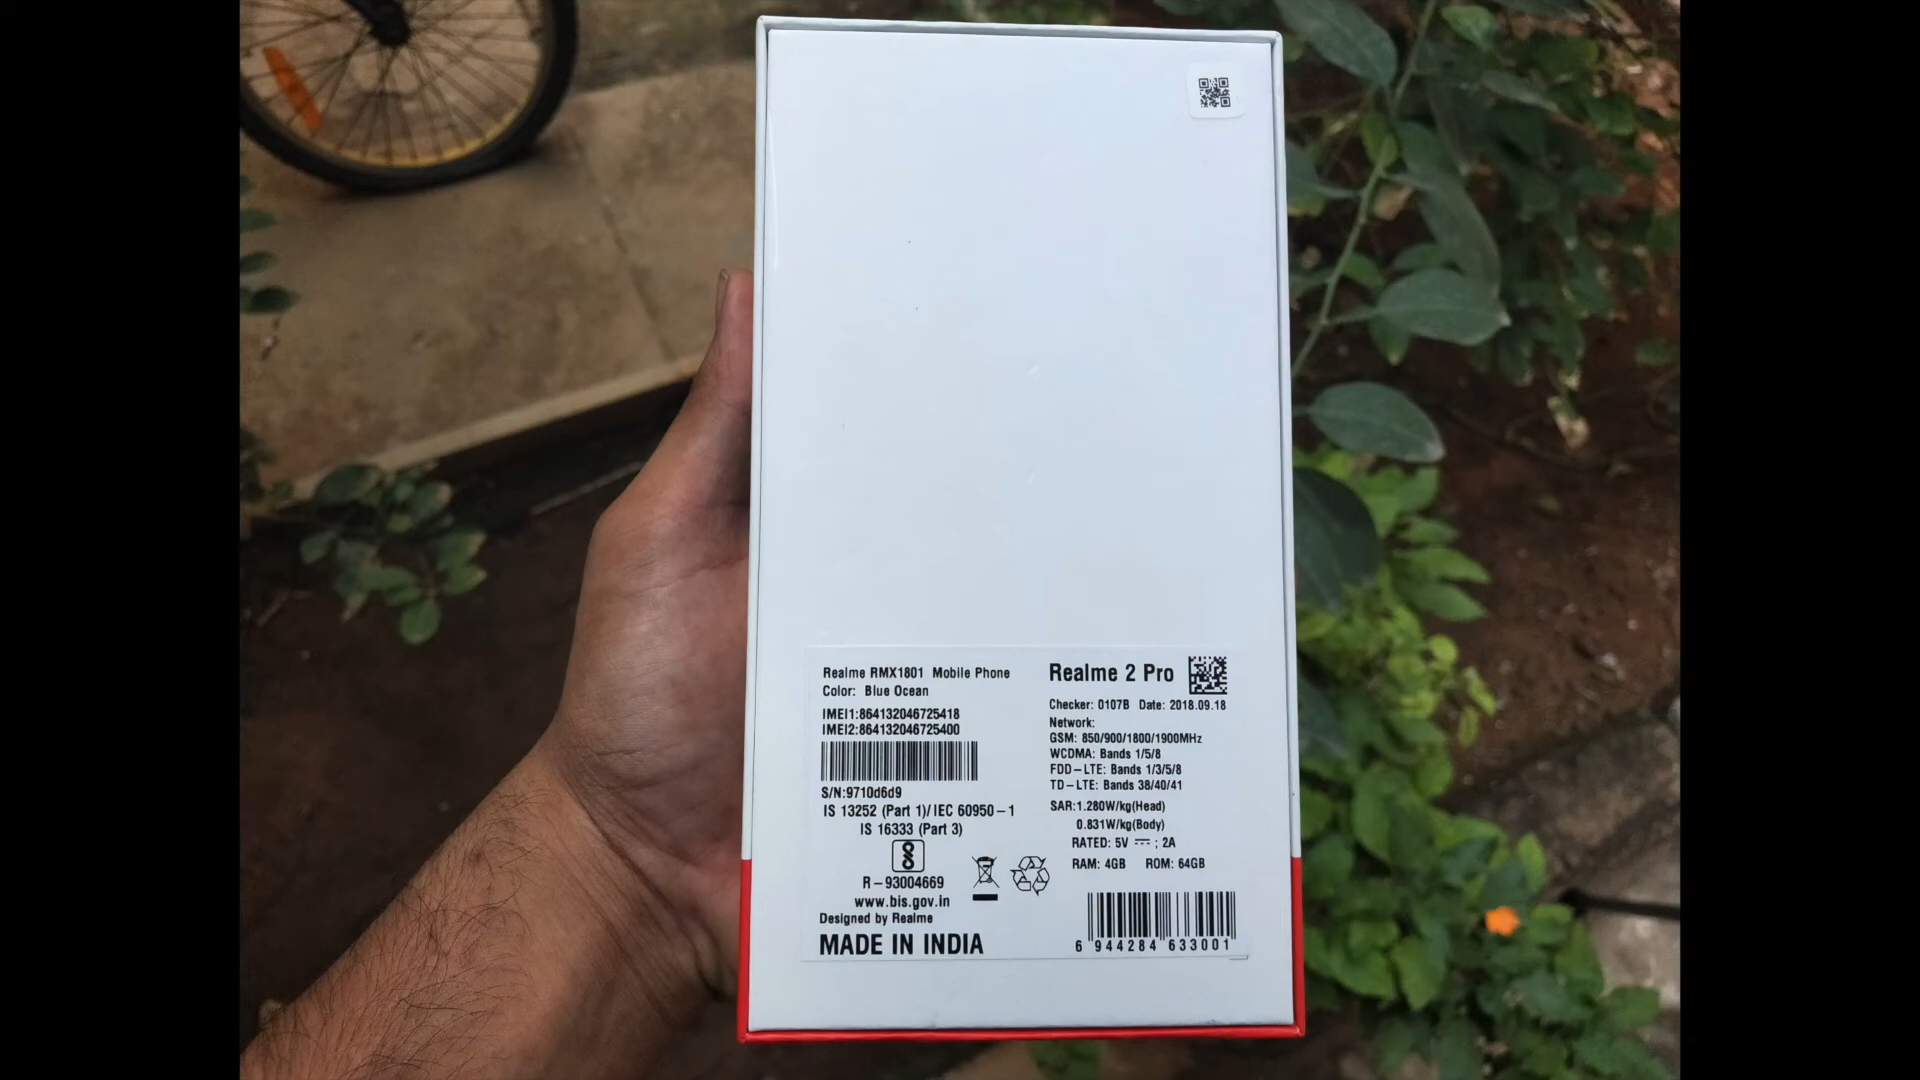 Realme RMX1801 Mobile Phone
Color: Blue Ocean
IMEI1:864132046725418
IMEI2:864132046725400
S/N:9710d6d9
IS 13252 (Part 1)/IEC 60950-1
IS 16333 (Part 3)
R-93004669
www.bis.gov.in
Designed by Realme
MADE IN INDIA
Realme 2 Pro
Checker: 0107B Date: 2018.09.18
Network:
GSM: 850/900/1800/1900MHz
WCDMA: Bands 1/5/8
FDD-LTE: Bands 1/3/5/8
TD-LTE: Bands 38/40/41
SAR:1.280W/kg(Head)
0.831W/kg(Body)
RATED: 5V ⎓ ; 2A
RAM: 4GB ROM: 64GB
6 944284 633001